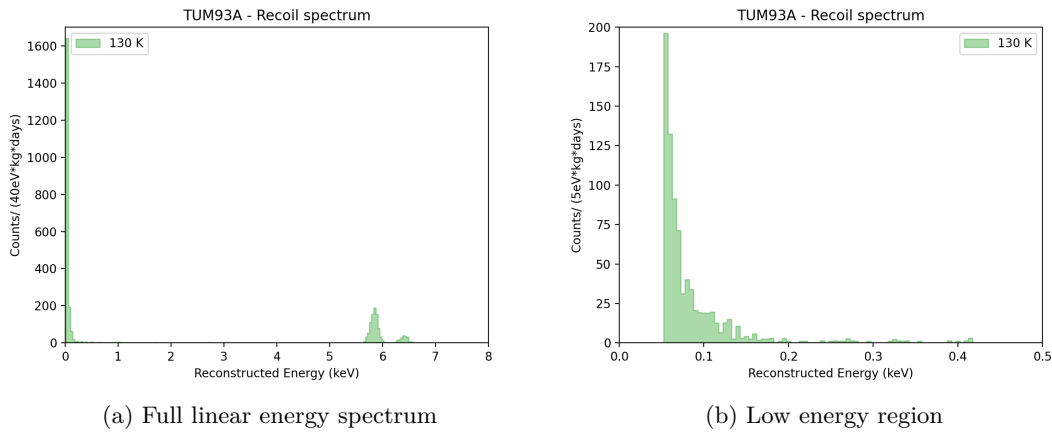 TUM93A - Recoil spectrum
130 K
Counts/ (40eV*kg*days)
1600
1400
1200
1000
800
600
400
200
0
0 1 2 3 4 5 6 7 8
Reconstructed Energy (keV)
(a) Full linear energy spectrum
TUM93A - Recoil spectrum
130 K
Counts/ (5eV*kg*days)
200
175
150
125
100
75
50
25
0
0.0 0.1 0.2 0.3 0.4 0.5
Reconstructed Energy (keV)
(b) Low energy region